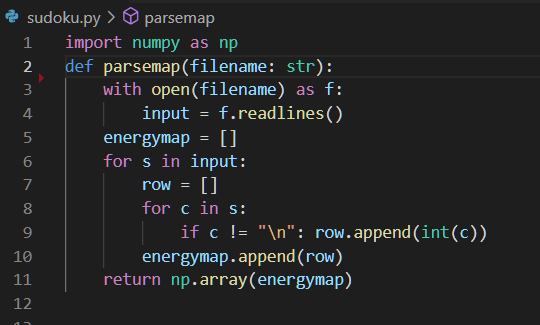 sudoku.py > parsemap
1 import numpy as np
2 def parsemap(filename: str):
3     with open(filename) as f:
4         input = f.readlines()
5     energymap = []
6     for s in input:
7         row = []
8         for c in s:
9             if c != "\n": row.append(int(c))
10         energymap.append(row)
11     return np.array(energymap)
12